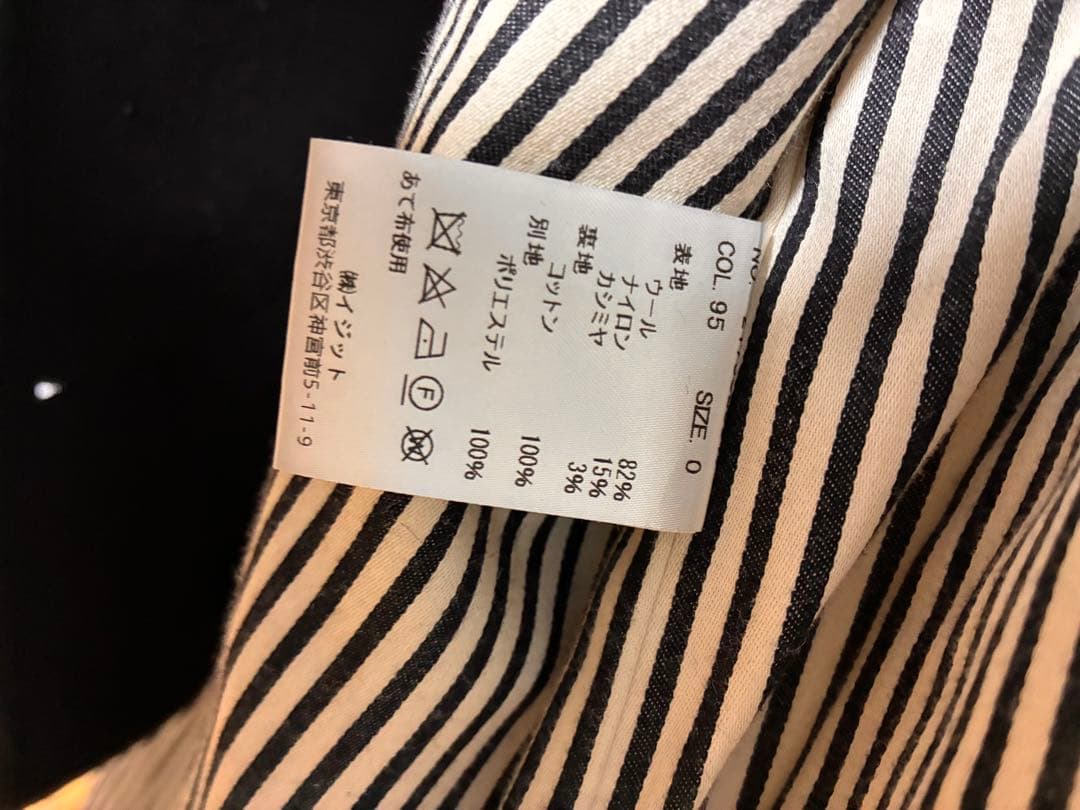 COL. 95 SIZE. 0
表地
ウール 82%
ナイロン 15%
カシミヤ 3%
裏地
コットン 100%
別地
ポリエステル 100%
F
あて布使用
㈱イジット
東京都渋谷区神宮前5-11-9